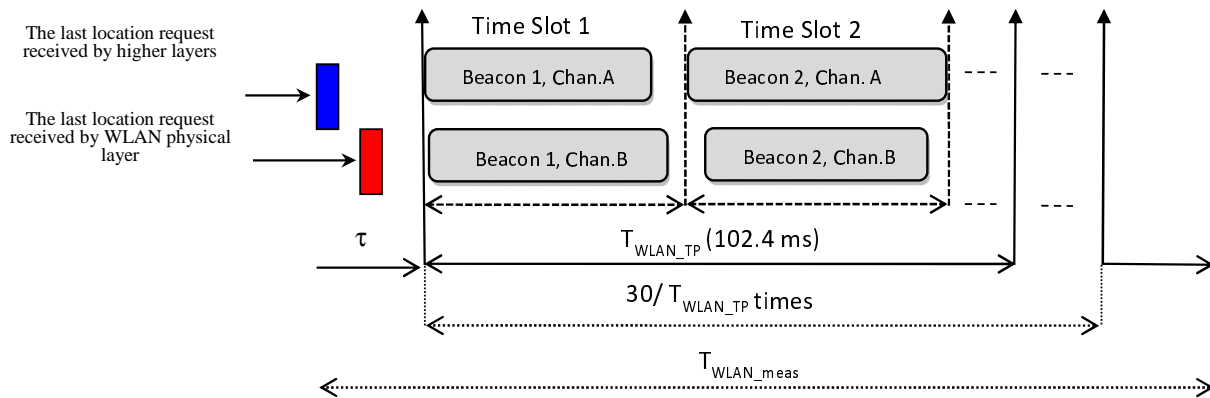 The last location request
received by higher layers
The last location request
received by WLAN physical
layer
Time Slot 1
Time Slot 2
Beacon 1, Chan.A
Beacon 2, Chan. A
Beacon 1, Chan.B
Beacon 2, Chan.B
τ
T_WLAN_TP (102.4 ms)
30/ T_WLAN_TP times
T_WLAN_meas